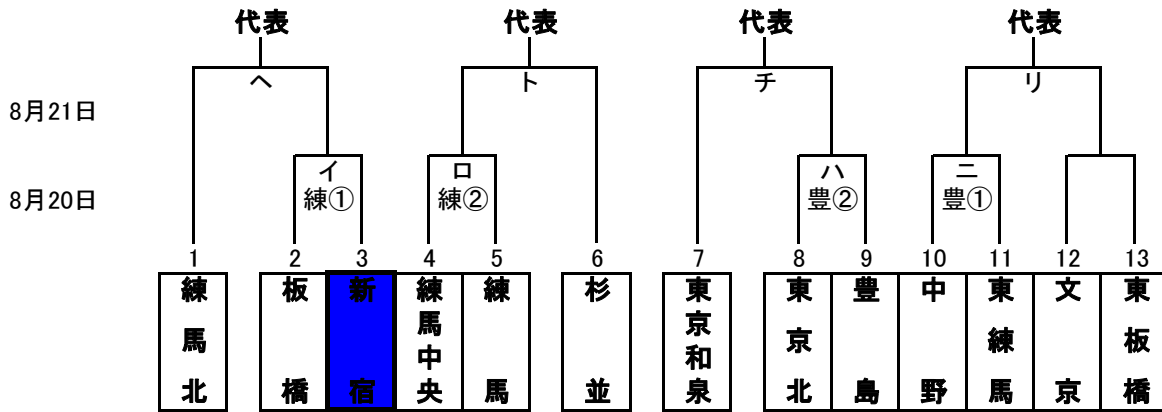 代表 代表 代表 代表
ヘ ト チ リ
8月21日
イ ロ ハ ニ
練① 練② 豊② 豊①
8月20日
1 2 3 4 5 6 7 8 9 10 11 12 13
練馬北
板橋
新宿
練馬中央
練馬
杉並
東京和泉
東京北
豊島
中野
東練馬
文京
東板橋